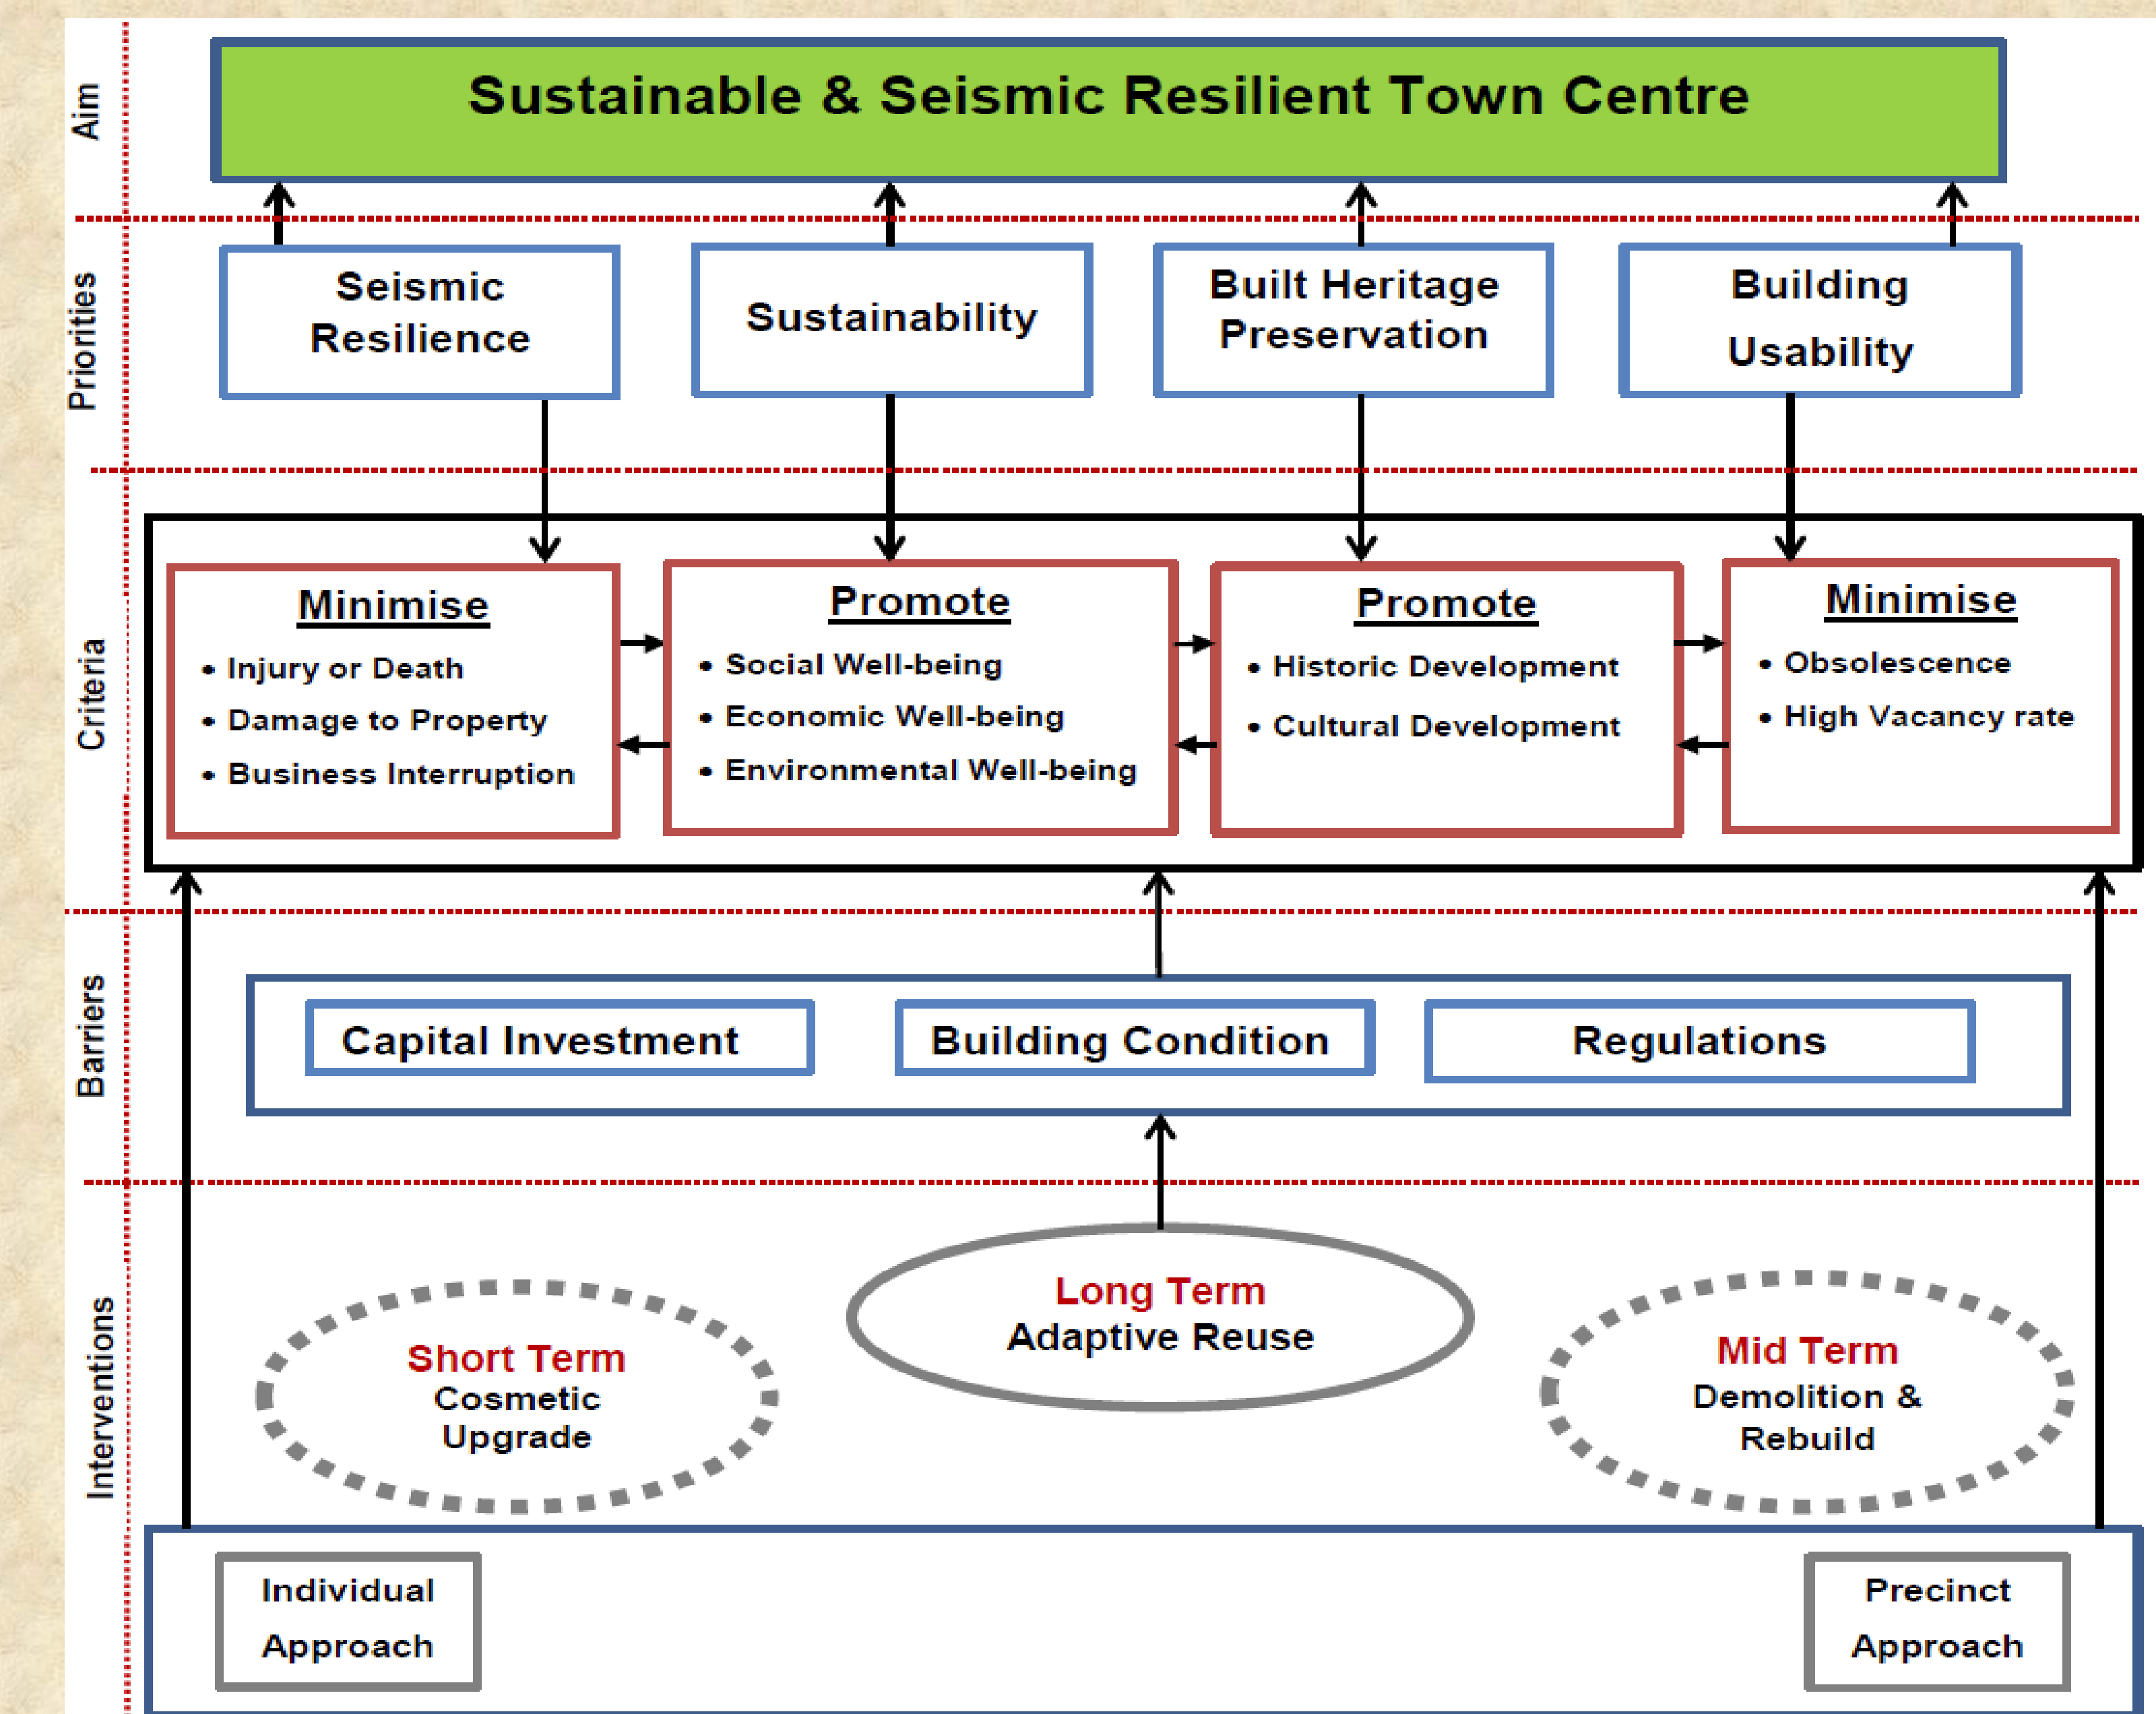 Aim
Sustainable & Seismic Resilient Town Centre
Priorities
Seismic
Resilience
Sustainability
Built Heritage
Preservation
Building
Usability
Criteria
Minimise
• Injury or Death
• Damage to Property
• Business Interruption
Promote
• Social Well-being
• Economic Well-being
• Environmental Well-being
Promote
• Historic Development
• Cultural Development
Minimise
• Obsolescence
• High Vacancy rate
Barriers
Capital Investment
Building Condition
Regulations
Interventions
Short Term
Cosmetic
Upgrade
Long Term
Adaptive Reuse
Mid Term
Demolition &
Rebuild
Individual
Approach
Precinct
Approach